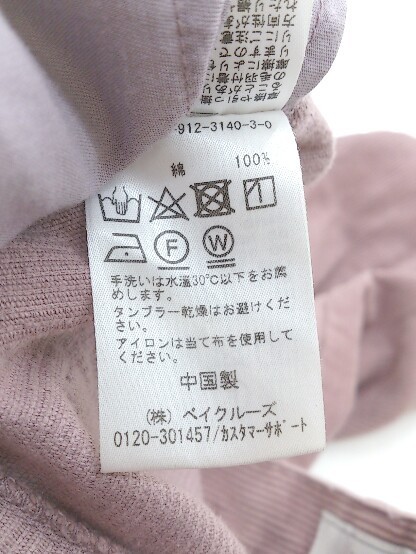 912-3140-3-0
綿 100%
F W
手洗いは水温30℃以下をお薦
めします。
タンブラー乾燥はお避けくださ
い。
アイロンは当て布を使用して
ください。
中国製
(株) ベイクルーズ
0120-301457/カスタマーサポート